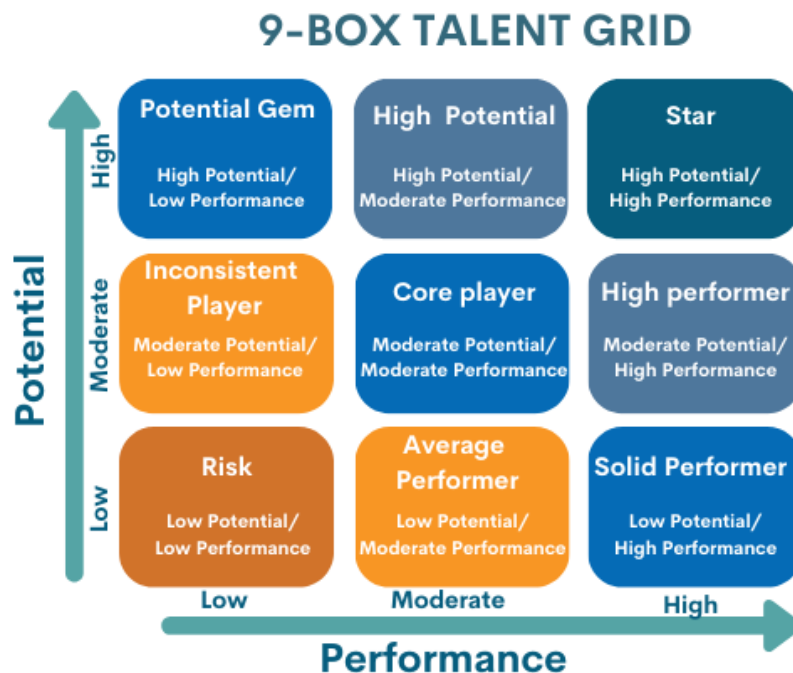 9-BOX TALENT GRID
Potential
High
Moderate
Low
Potential Gem
High Potential/
Low Performance
High Potential
High Potential/
Moderate Performance
Star
High Potential/
High Performance
Inconsistent
Player
Moderate Potential/
Low Performance
Core player
Moderate Potential/
Moderate Performance
High performer
Moderate Potential/
High Performance
Risk
Low Potential/
Low Performance
Average
Performer
Low Potential/
Moderate Performance
Solid Performer
Low Potential/
High Performance
Low
Moderate
High
Performance